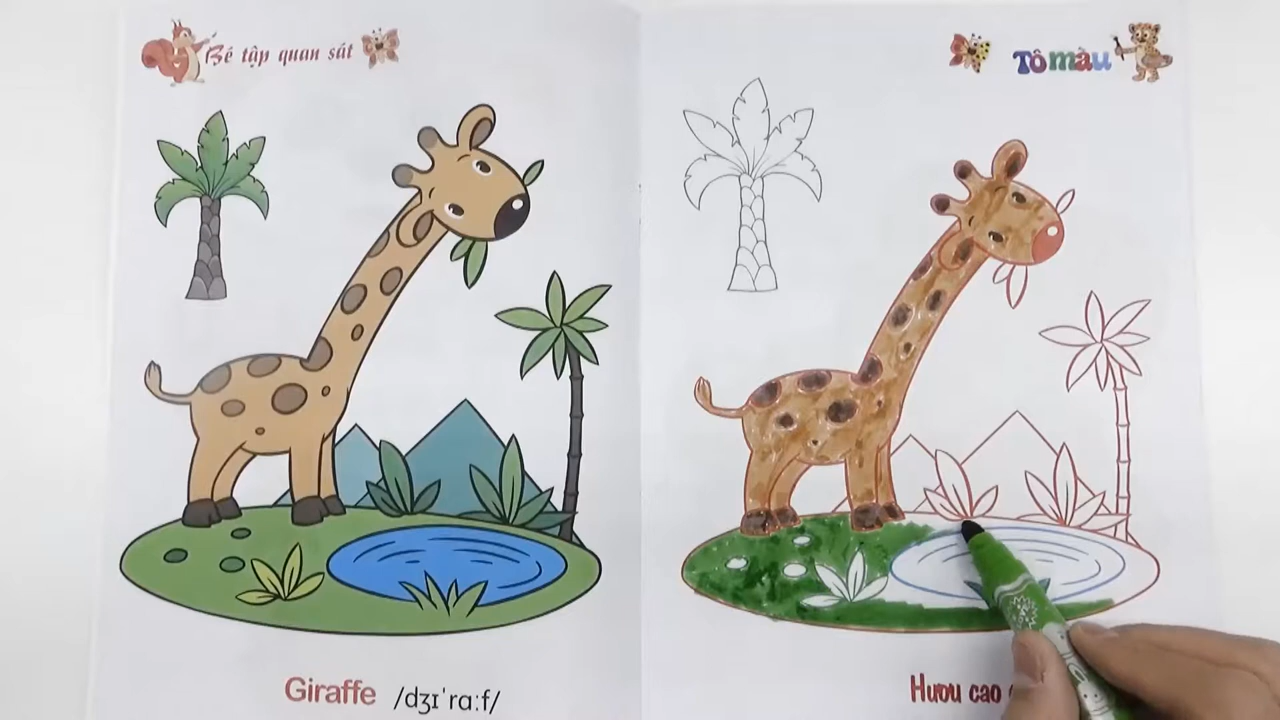 Bé tập quan sát
Tô màu
Giraffe /dʒɪˈrɑːf/
Hươu cao